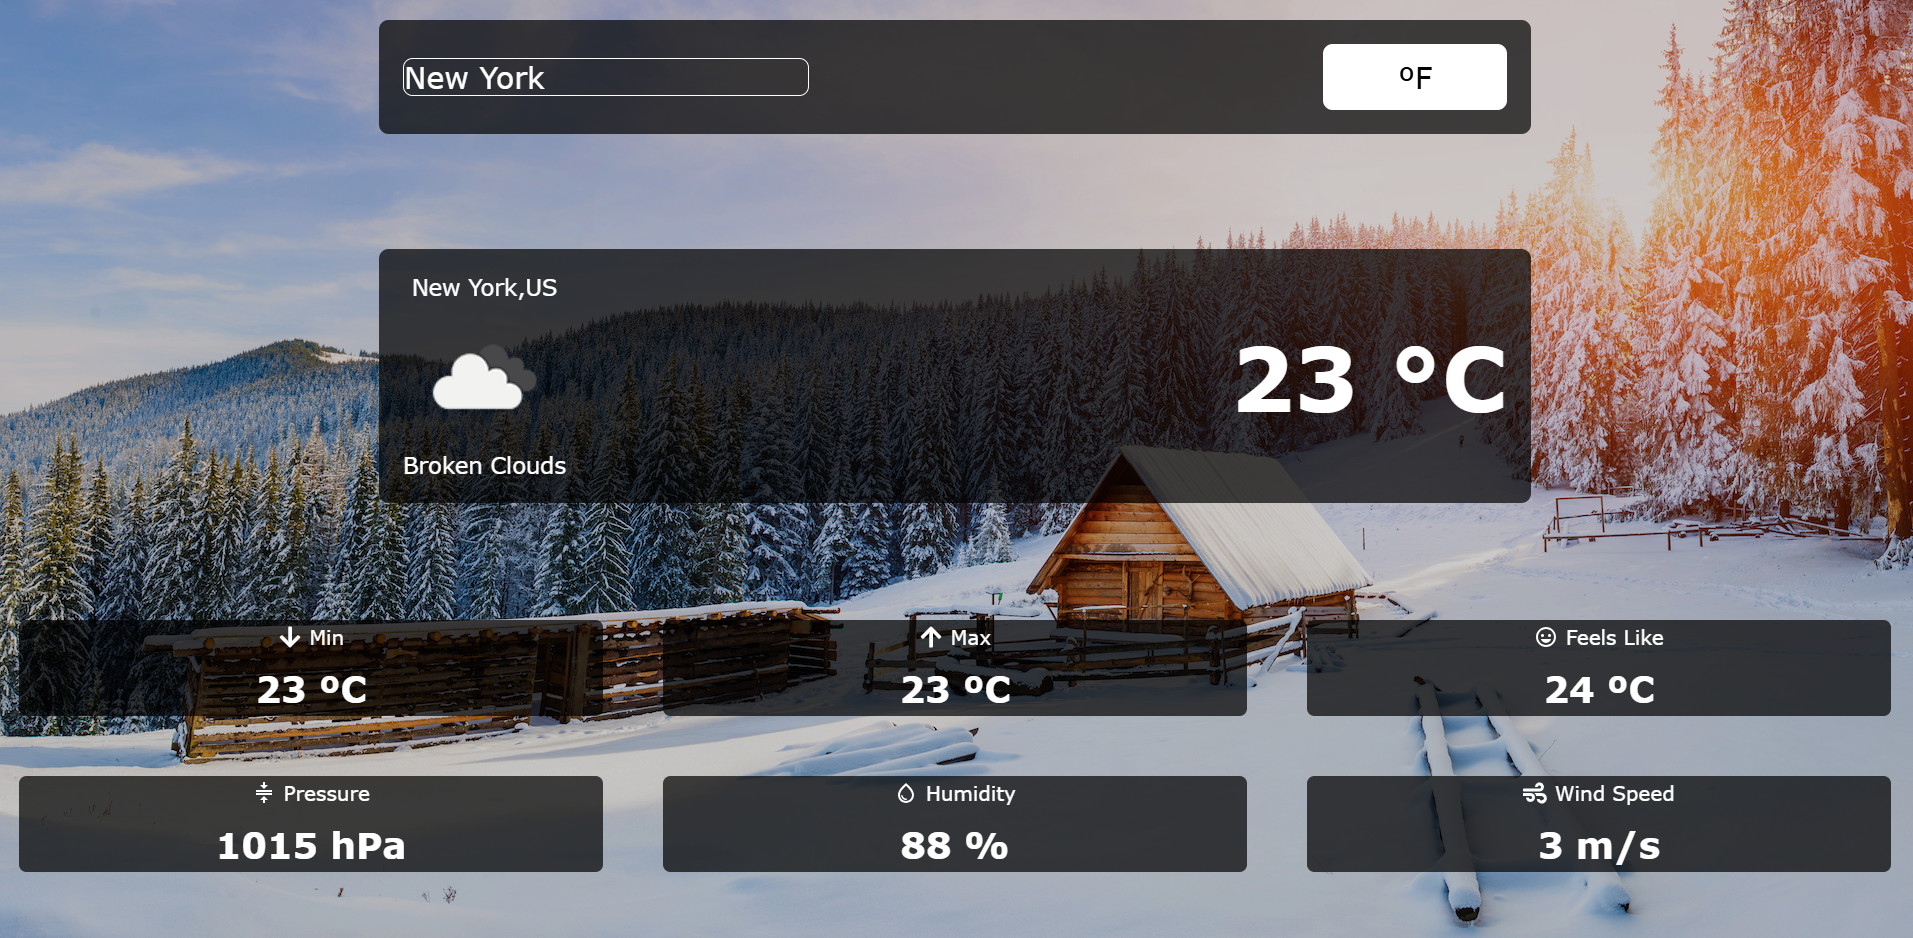 New York
ºF
New York,US
23 ºC
Broken Clouds
Min
23 ºC
Max
23 ºC
Feels Like
24 ºC
Pressure
1015 hPa
Humidity
88 %
Wind Speed
3 m/s